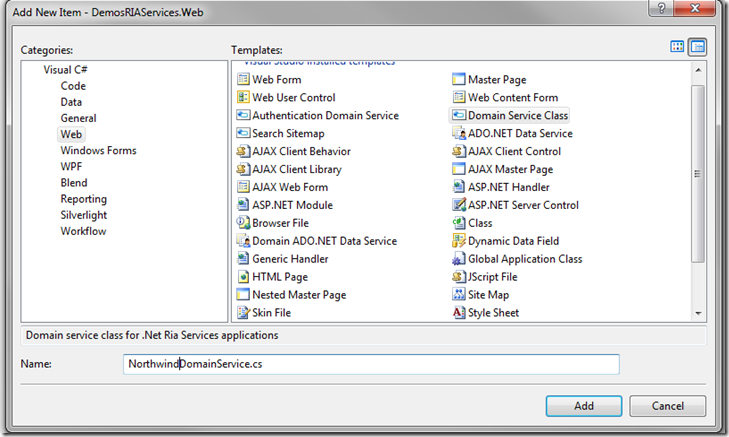 Add New Item - DemosRIAServices.Web
Categories:
Templates:
Visual C#
Code
Data
General
Web
Windows Forms
WPF
Blend
Reporting
Silverlight
Workflow
Visual Studio installed templates
Web Form
Master Page
Web User Control
Web Content Form
Authentication Domain Service
Domain Service Class
Search Sitemap
ADO.NET Data Service
AJAX Client Behavior
AJAX Client Control
AJAX Client Library
AJAX Master Page
AJAX Web Form
ASP.NET Handler
ASP.NET Module
ASP.NET Server Control
Browser File
Class
Domain ADO.NET Data Service
Dynamic Data Field
Generic Handler
Global Application Class
HTML Page
JScript File
Nested Master Page
Site Map
Skin File
Style Sheet
Domain service class for .Net Ria Services applications
Name:
NorthwindDomainService.cs
Add
Cancel